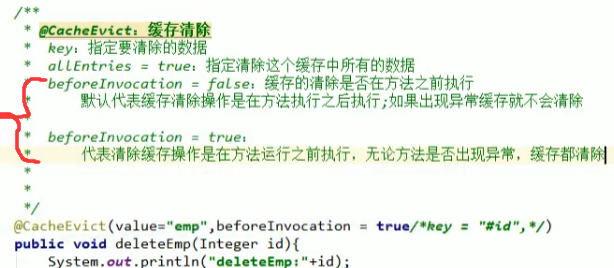 /**
* @CacheEvict：缓存清除
* key：指定要清除的数据
* allEntries = true：指定清除这个缓存中所有的数据
* beforeInvocation = false：缓存的清除是否在方法之前执行
* 默认代表缓存清除操作是在方法执行之后执行;如果出现异常缓存就不会清除
*
* beforeInvocation = true：
* 代表清除缓存操作是在方法运行之前执行，无论方法是否出现异常，缓存都清除
*
*
*/
@CacheEvict(value="emp",beforeInvocation = true/*key = "#id",*/)
public void deleteEmp(Integer id){
System.out.println("deleteEmp:"+id);